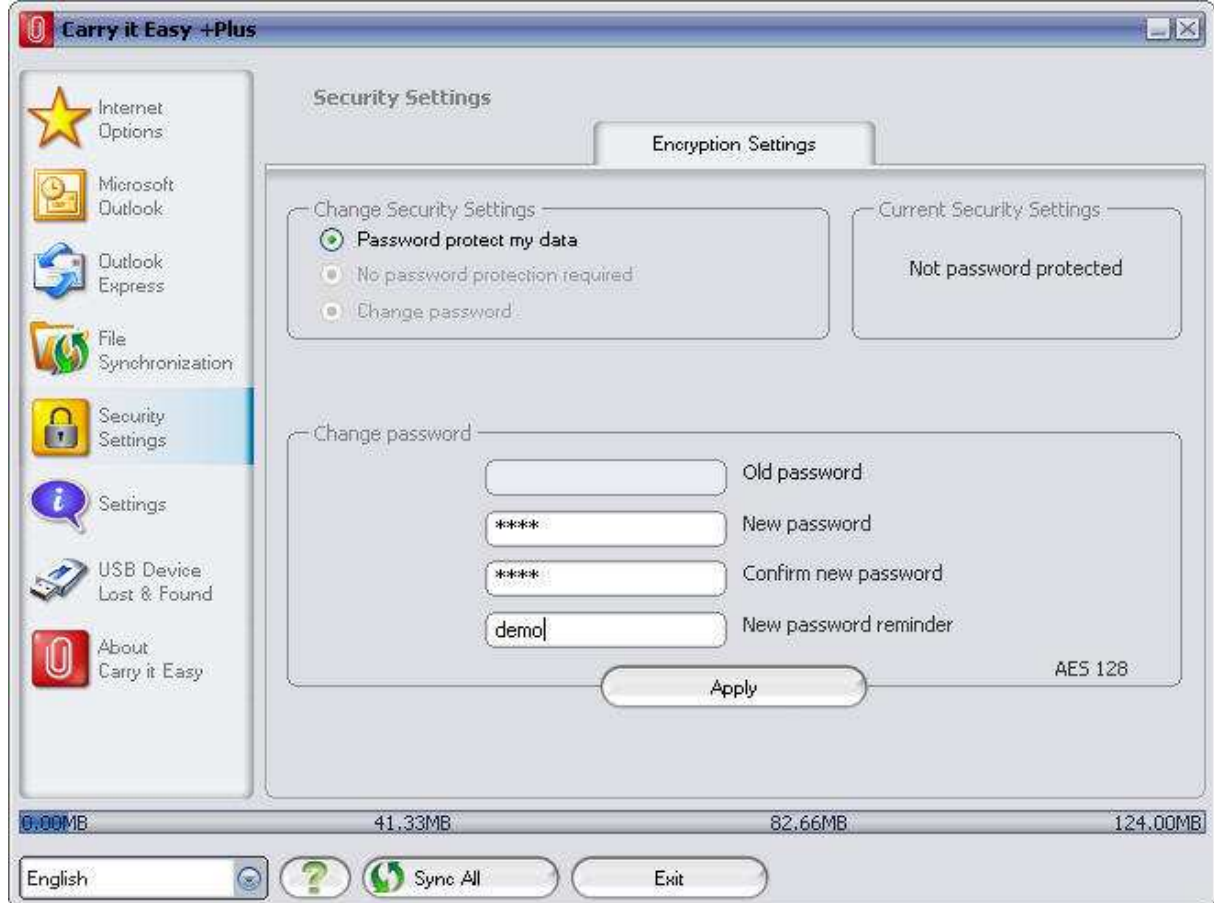 Carry it Easy +Plus
Internet
Options
Microsoft
Outlook
Outlook
Express
File
Synchronization
Security
Settings
Settings
USB Device
Lost & Found
About
Carry it Easy
Security Settings
Encryption Settings
Change Security Settings
Password protect my data
No password protection required
Change password
Current Security Settings
Not password protected
Change password
Old password
**** New password
**** Confirm new password
demo New password reminder
AES 128
Apply
0.00MB 41.33MB 82.66MB 124.00MB
English ? Sync All Exit